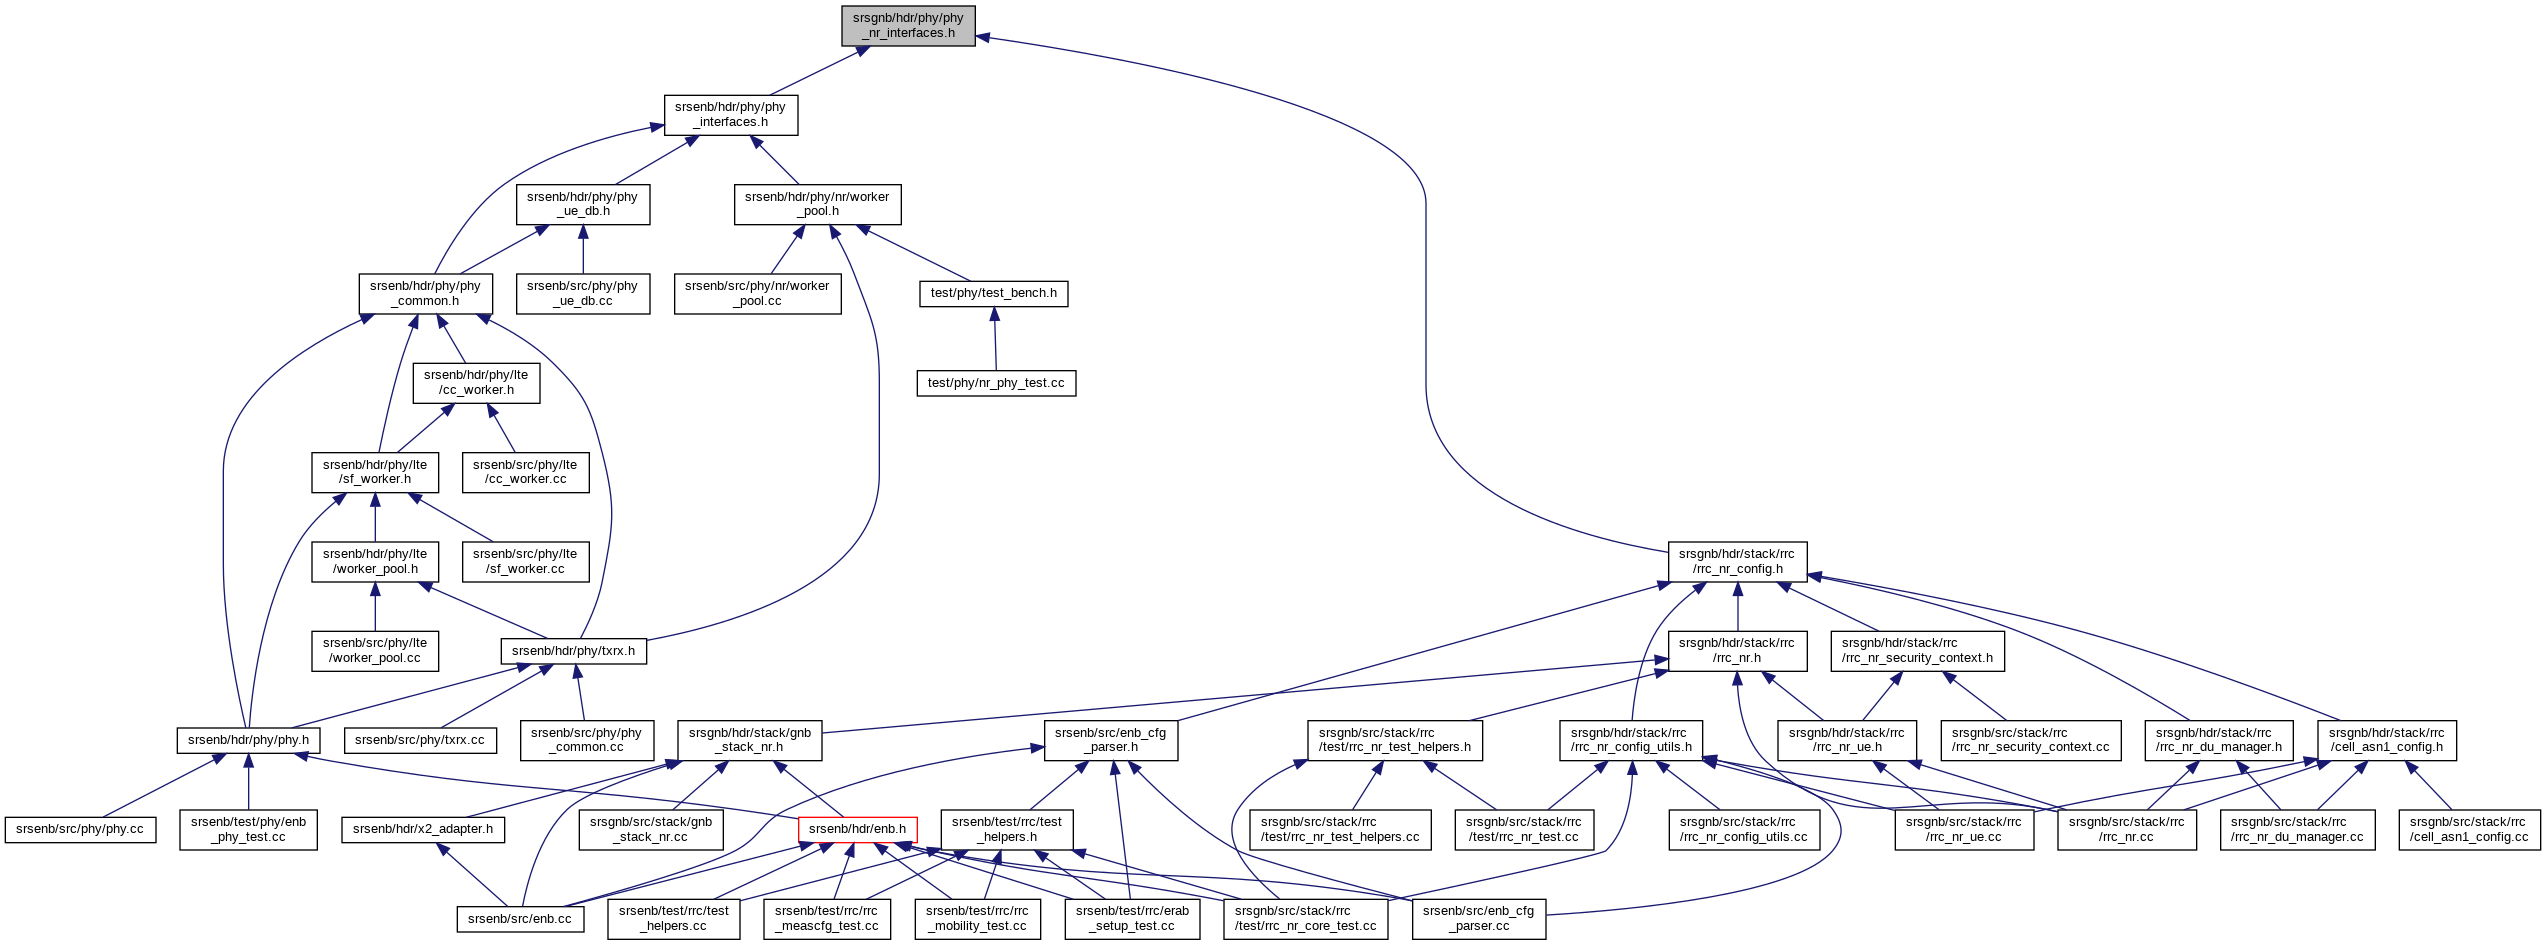 srsgnb/hdr/phy/phy
_nr_interfaces.h
srsenb/hdr/phy/phy
_interfaces.h
srsenb/hdr/phy/phy
_ue_db.h
srsenb/hdr/phy/nr/worker
_pool.h
srsenb/hdr/phy/phy
_common.h
srsenb/src/phy/phy
_ue_db.cc
srsenb/src/phy/nr/worker
_pool.cc
test/phy/test_bench.h
srsenb/hdr/phy/lte
/cc_worker.h
test/phy/nr_phy_test.cc
srsenb/hdr/phy/lte
/sf_worker.h
srsenb/src/phy/lte
/cc_worker.cc
srsenb/hdr/phy/lte
/worker_pool.h
srsenb/src/phy/lte
/sf_worker.cc
srsgnb/hdr/stack/rrc
/rrc_nr_config.h
srsenb/src/phy/lte
/worker_pool.cc
srsenb/hdr/phy/txrx.h
srsgnb/hdr/stack/rrc
/rrc_nr.h
srsgnb/hdr/stack/rrc
/rrc_nr_security_context.h
srsenb/hdr/phy/phy.h
srsenb/src/phy/txrx.cc
srsenb/src/phy/phy
_common.cc
srsgnb/hdr/stack/gnb
_stack_nr.h
srsenb/src/enb_cfg
_parser.h
srsgnb/src/stack/rrc
/test/rrc_nr_test_helpers.h
srsgnb/hdr/stack/rrc
/rrc_nr_config_utils.h
srsgnb/hdr/stack/rrc
/rrc_nr_ue.h
srsgnb/src/stack/rrc
/rrc_nr_security_context.cc
srsgnb/hdr/stack/rrc
/rrc_nr_du_manager.h
srsgnb/hdr/stack/rrc
/cell_asn1_config.h
srsenb/src/phy/phy.cc
srsenb/test/phy/enb
_phy_test.cc
srsenb/hdr/x2_adapter.h
srsgnb/src/stack/gnb
_stack_nr.cc
srsenb/hdr/enb.h
srsenb/test/rrc/test
_helpers.h
srsgnb/src/stack/rrc
/test/rrc_nr_test_helpers.cc
srsgnb/src/stack/rrc
/test/rrc_nr_test.cc
srsgnb/src/stack/rrc
/rrc_nr_config_utils.cc
srsgnb/src/stack/rrc
/rrc_nr_ue.cc
srsgnb/src/stack/rrc
/rrc_nr.cc
srsgnb/src/stack/rrc
/rrc_nr_du_manager.cc
srsgnb/src/stack/rrc
/cell_asn1_config.cc
srsenb/src/enb.cc
srsenb/test/rrc/test
_helpers.cc
srsenb/test/rrc/rrc
_meascfg_test.cc
srsenb/test/rrc/rrc
_mobility_test.cc
srsenb/test/rrc/erab
_setup_test.cc
srsgnb/src/stack/rrc
/test/rrc_nr_core_test.cc
srsenb/src/enb_cfg
_parser.cc